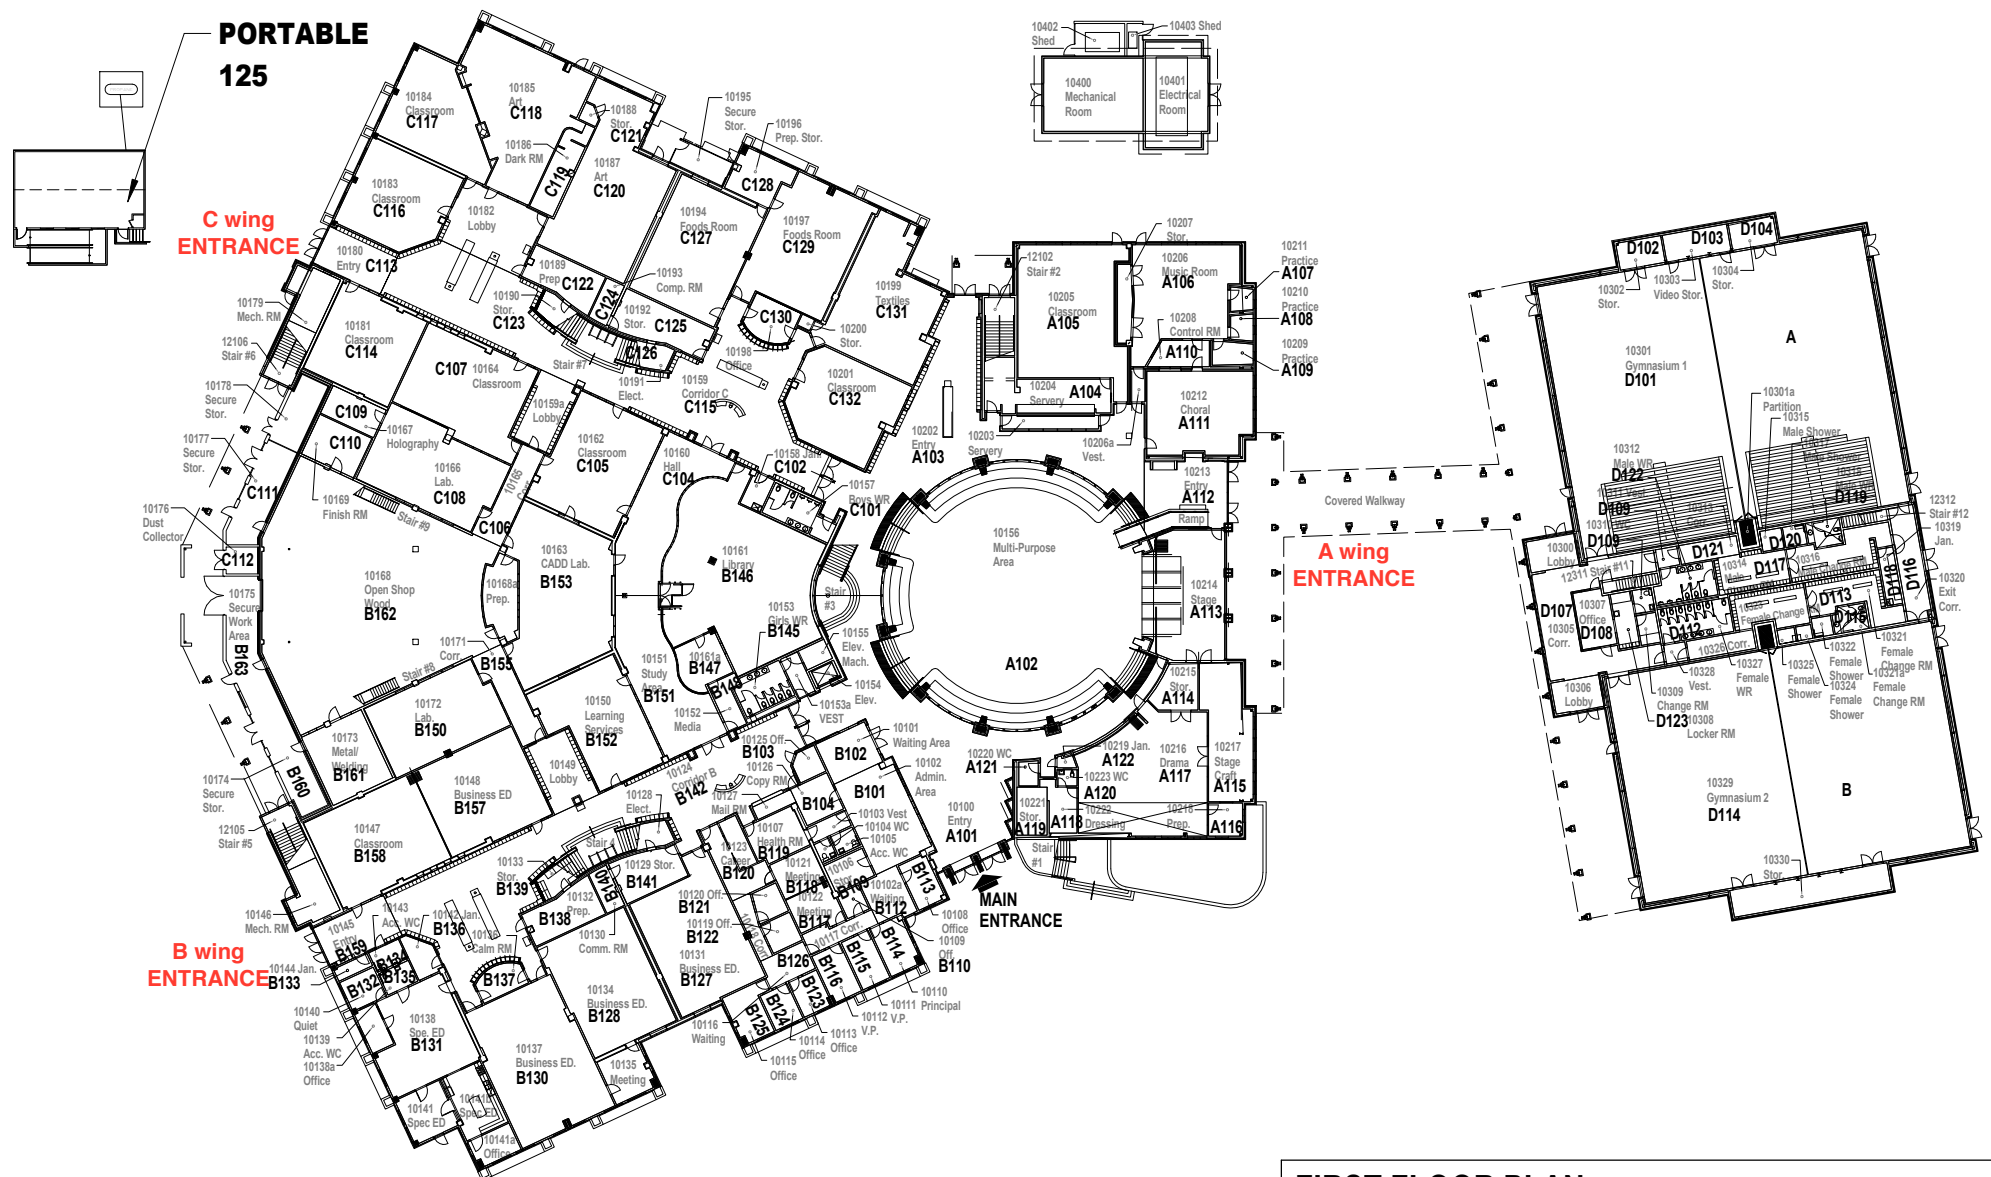 PORTABLE
125
10402
Shed
10403 Shed
10400
Mechanical
Room
10401
Electrical
Room
C wing
ENTRANCE
10184
Classroom
C117
10185
Art
C118
10188
Stor.
C121
10195
Secure
Stor.
10196
Prep. Stor.
C128
10186
Dark RM
C119
10187
Art
C120
10183
Classroom
C116
10182
Lobby
10194
Foods Room
C127
10197
Foods Room
C129
10180
Entry
C113
10189
Prep
C122
10190
Stor.
C123
C124
10193
Comp. RM
10192
Stor.
C125
C126
10191
Elect.
Stair #7
C130
10198
Office
10200
Stor.
10199
Textiles
C131
10179
Mech. RM
12106
Stair #6
10178
Secure
Stor.
10181
Classroom
C114
C107
10164
Classroom
10159a
Lobby
10159
Corridor C
C115
10201
Classroom
C132
C109
C110
10167
Holography
10177
Secure
Stor.
C111
10166
Lab.
C108
10169
Finish RM
Stair #9
10165
Corr.
C106
10162
Classroom
C105
10160
Hall
C104
10158 Jan.
C102
10157
Boys WR
C101
10176
Dust
Collector
C112
10175
Secure
Work
Area
B163
10168
Open Shop
Wood
B162
10168a
Prep.
10163
CADD Lab.
B153
10161
Library
B146
Stair
#3
10153
Girls WR
B145
10155
Elev.
Mach.
10154
Elev.
10153a
VEST
10161a
B147
B148
10151
Study
Area
B151
10152
Media
10171
Corr.
B155
Stair #8
10172
Lab.
B150
10150
Learning
Services
B152
10173
Metal/
Welding
B161
B160
10174
Secure
Stor.
10148
Business ED
B157
10149
Lobby
10124
Corridor B
B142
12105
Stair #5
10147
Classroom
B158
10146
Mech. RM
B wing
ENTRANCE
10125 Off.
B103
10126
Copy RM
10127
Mail RM
B104
10101
Waiting Area
B102
10102
Admin.
Area
B101
10103 Vest
10104 WC
10105
Acc. WC
10128
Elect.
Stair 4
10107
Health RM
B119
10123
Career
B120
10121
Meeting
B118
10106
Stor.
B109
10129 Stor.
B141
B140
10133
Stor.
B139
10132
Prep.
B138
10130
Comm. RM
10120 Off.
B121
10119 Off.
B122
10118 Corr.
10122
Meeting
B117
10102a
Waiting
B112
B113
10108
Office
10109
Off.
B110
10117 Corr.
B114
B115
B116
10110
Principal
10111
V.P.
10112
V.P.
10131
Business ED.
B127
B126
B123
B124
B125
10113
Office
10114
Office
10115
Office
10116
Waiting
10145
Entry
B159
10143
Acc. WC
10142 Jan.
B136
10136
Calm RM
B137
10144 Jan.
B133
B134
B132
B135
10140
Quiet
10139
Acc. WC
10138a
Office
10138
Spe. ED
B131
10134
Business ED.
B128
10137
Business ED.
B130
10135
Meeting
10141
Spec ED
10141b
Spec ED
10141a
Office
12102
Stair #2
10207
Stor.
10205
Classroom
A105
10206
Music Room
A106
10211
Practice
A107
10210
Practice
A108
10208
Control RM
A110
10209
Practice
A109
10204
Servery
A104
10203
Servery
10202
Entry
A103
10206a
Vest.
10212
Choral
A111
10213
Entry
A112
Ramp
10156
Multi-Purpose
Area
A102
10214
Stage
A113
A wing
ENTRANCE
Covered Walkway
10215
Stor.
A114
10216
Drama
A117
10217
Stage
Craft
A115
10219 Jan.
A122
10220 WC
A121
10223 WC
A120
10221
Stor.
A119
A118
10222
Dressing
10218
Prep.
A116
10100
Entry
A101
Stair
#1
MAIN
ENTRANCE
D102
D103
D104
10302
Stor.
10303
Video Stor.
10304
Stor.
10301
Gymnasium 1
D101
A
10301a
Partition
10315
Male Shower
10312
Male WR
D122
D109
10310 WC
D109
D119
D120
D121
D117
10316
10314
Male
12312
Stair #12
10319
Jan.
D118
D116
10320
Exit
Corr.
10300
Lobby
12311 Stair #11
D107
10305
Corr.
10307
Office
D108
D112
10323
Female Change RM
D113
D115
10306
Lobby
10326 Corr.
10309
Change RM
D123
10308
Locker RM
10328
Vest.
10327
Female
WR
10325
Female
Shower
10322
Female
Shower
10324
Female
Shower
10321
Female
Change RM
10321a
Female
Change RM
10329
Gymnasium 2
D114
B
10330
Stor.